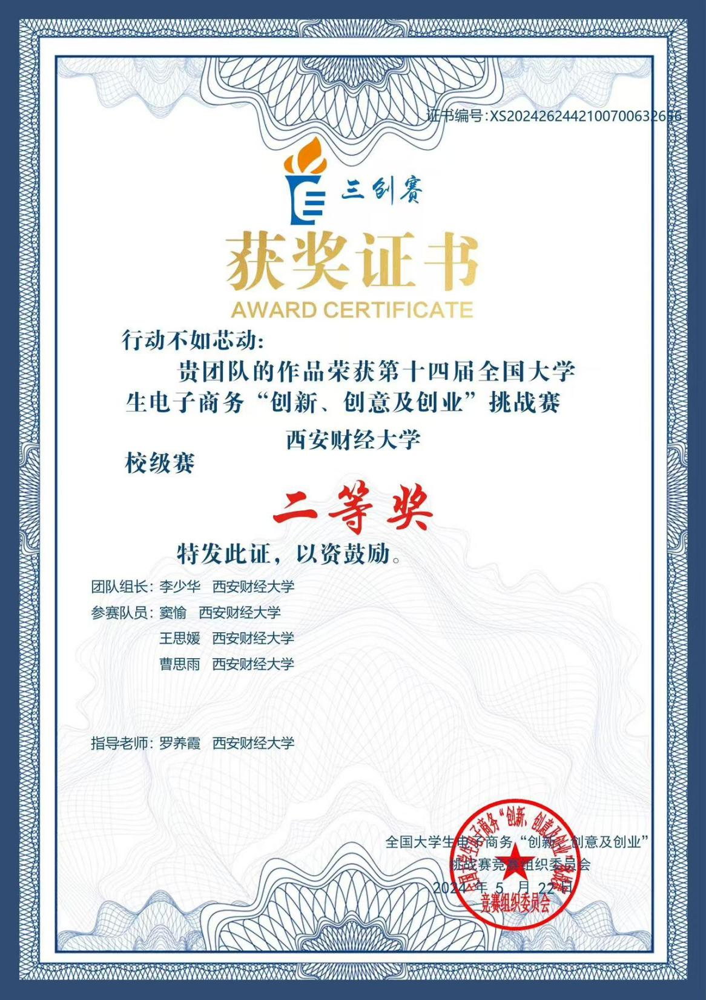 证书编号:XS2024262442100700632656
三创赛
获奖证书
AWARD CERTIFICATE
行动不如芯动:
贵团队的作品荣获第十四届全国大学
生电子商务“创新、创意及创业”挑战赛
西安财经大学
校级赛
二等奖
特发此证，以资鼓励。
团队组长：李少华 西安财经大学
参赛队员：窦愉 西安财经大学
王思媛 西安财经大学
曹思雨 西安财经大学
指导老师：罗养霞 西安财经大学
全国大学生电子商务“创新、创意及创业”
挑战赛竞赛组织委员会
2024 年 5 月 22 日
全国大学生电子商务“创新、创意及创业”挑战赛
竞赛组织委员会